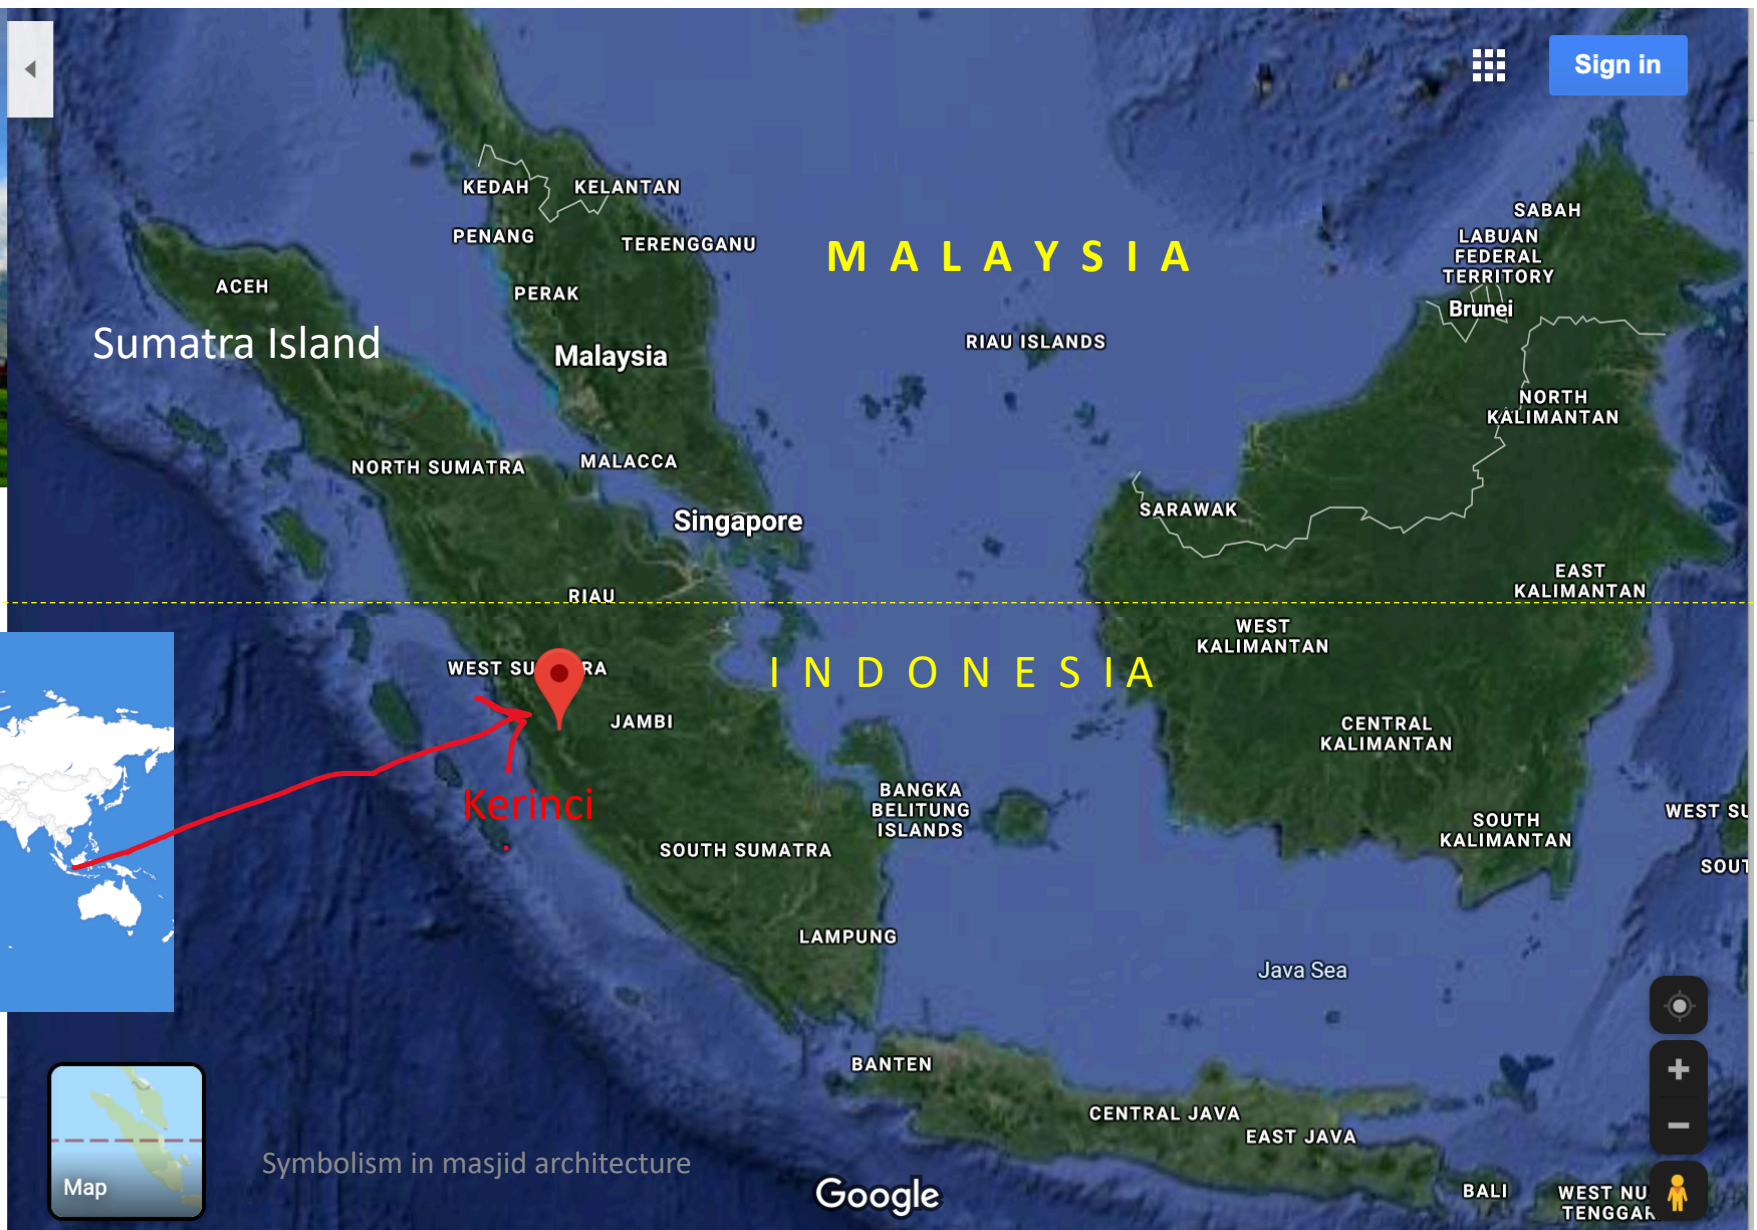 Sign in
KEDAH
KELANTAN
PENANG
TERENGGANU
MALAYSIA
SABAH
LABUAN
FEDERAL
TERRITORY
Brunei
ACEH
PERAK
Sumatra Island
Malaysia
RIAU ISLANDS
NORTH
KALIMANTAN
NORTH SUMATRA
MALACCA
SARAWAK
Singapore
EAST
KALIMANTAN
RIAU
WEST
KALIMANTAN
WEST SU RA
INDONESIA
JAMBI
CENTRAL
KALIMANTAN
Kerinci
BANGKA
BELITUNG
ISLANDS
SOUTH
KALIMANTAN
WEST SU
SOUTH SUMATRA
SOUT
LAMPUNG
Java Sea
BANTEN
CENTRAL JAVA
EAST JAVA
Symbolism in masjid architecture
Map
Google
BALI
WEST NU
TENGGAR